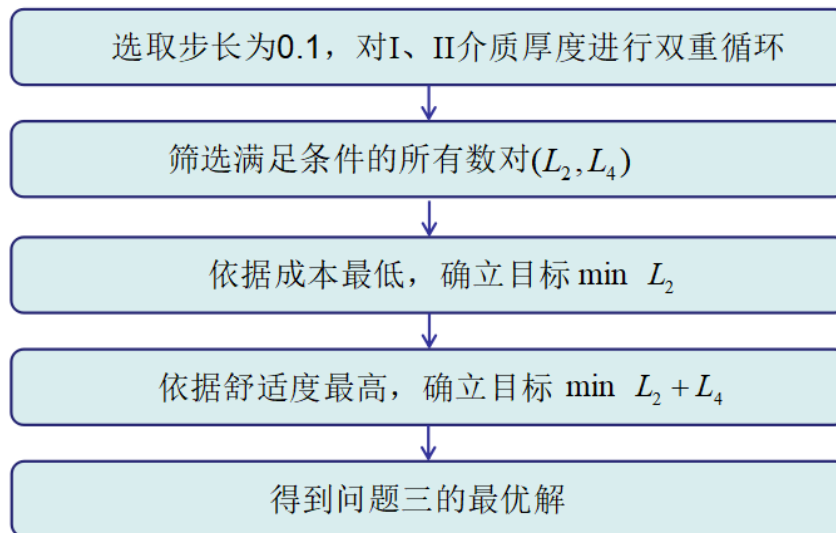 选取步长为0.1，对I、II介质厚度进行双重循环
筛选满足条件的所有数对(L₂,L₄)
依据成本最低，确立目标 min L₂
依据舒适度最高，确立目标 min L₂+L₄
得到问题三的最优解